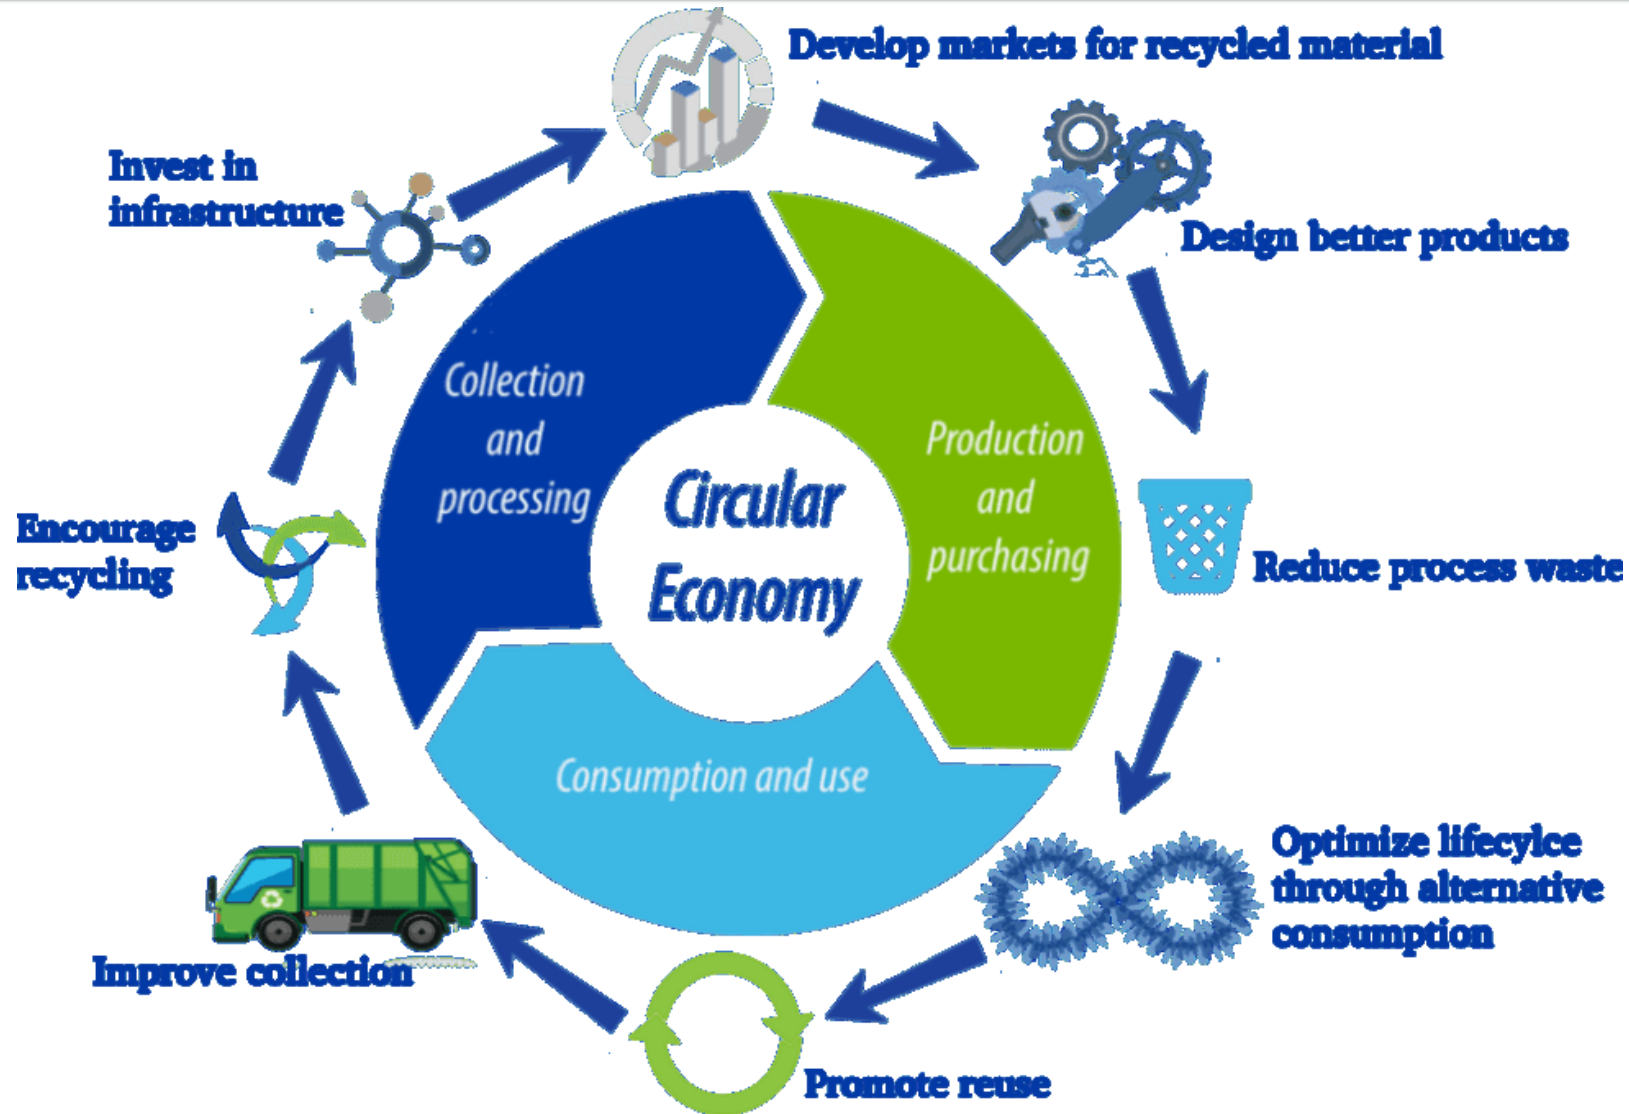 Develop markets for recycled material
Invest in
infrastructure
Design better products
Collection
and
processing
Production
and
purchasing
Circular
Economy
Encourage
recycling
Reduce process waste
Consumption and use
Optimize lifecylce
through alternative
consumption
Improve collection
Promote reuse